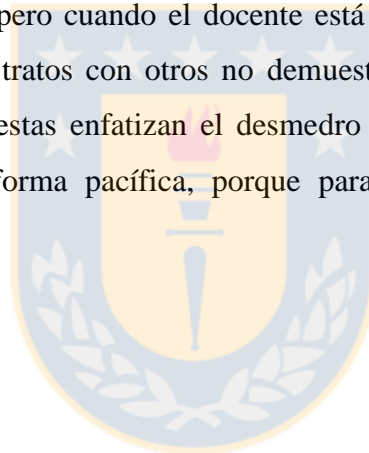 pero cuando el docente está
tratos con otros no demuest
estas enfatizan el desmedro
forma pacífica, porque para